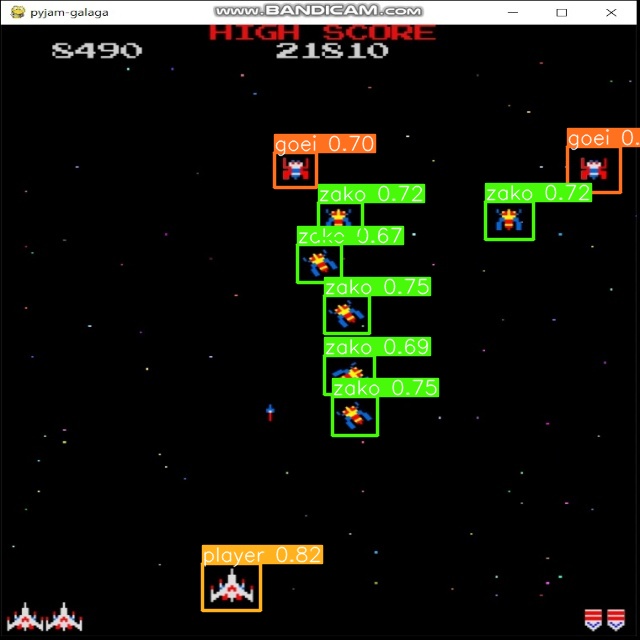 pyjam-galaga
www.BANDICAM.com
HIGH SCORE
8490 21810
goei 0.70
goei 0.
zako 0.72
zako 0.72
zako 0.67
zako 0.75
zako 0.69
zako 0.75
player 0.82